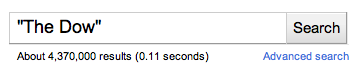 "The Dow" Search
About 4,370,000 results (0.11 seconds) Advanced search